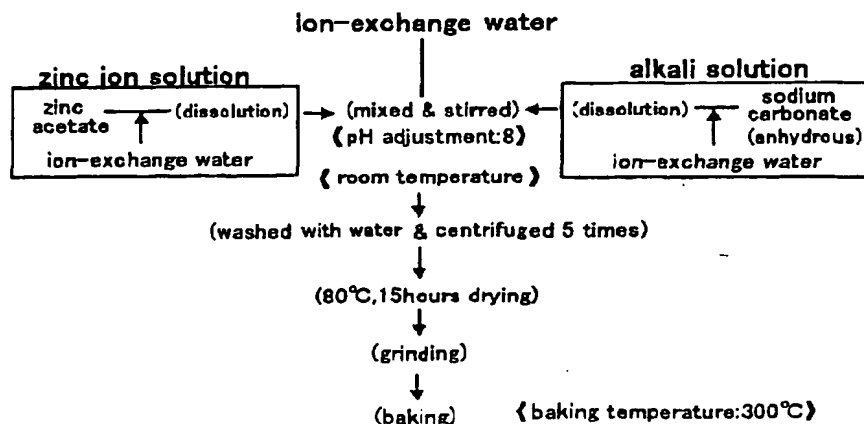 ion-exchange water
zinc ion solution
zinc
acetate
(dissolution)
ion-exchange water
(mixed & stirred)
《pH adjustment:8》
《room temperature》
alkali solution
(dissolution)
sodium
carbonate
(anhydrous)
ion-exchange water
(washed with water & centrifuged 5 times)
(80℃,15hours drying)
(grinding)
(baking)
《baking temperature:300℃》